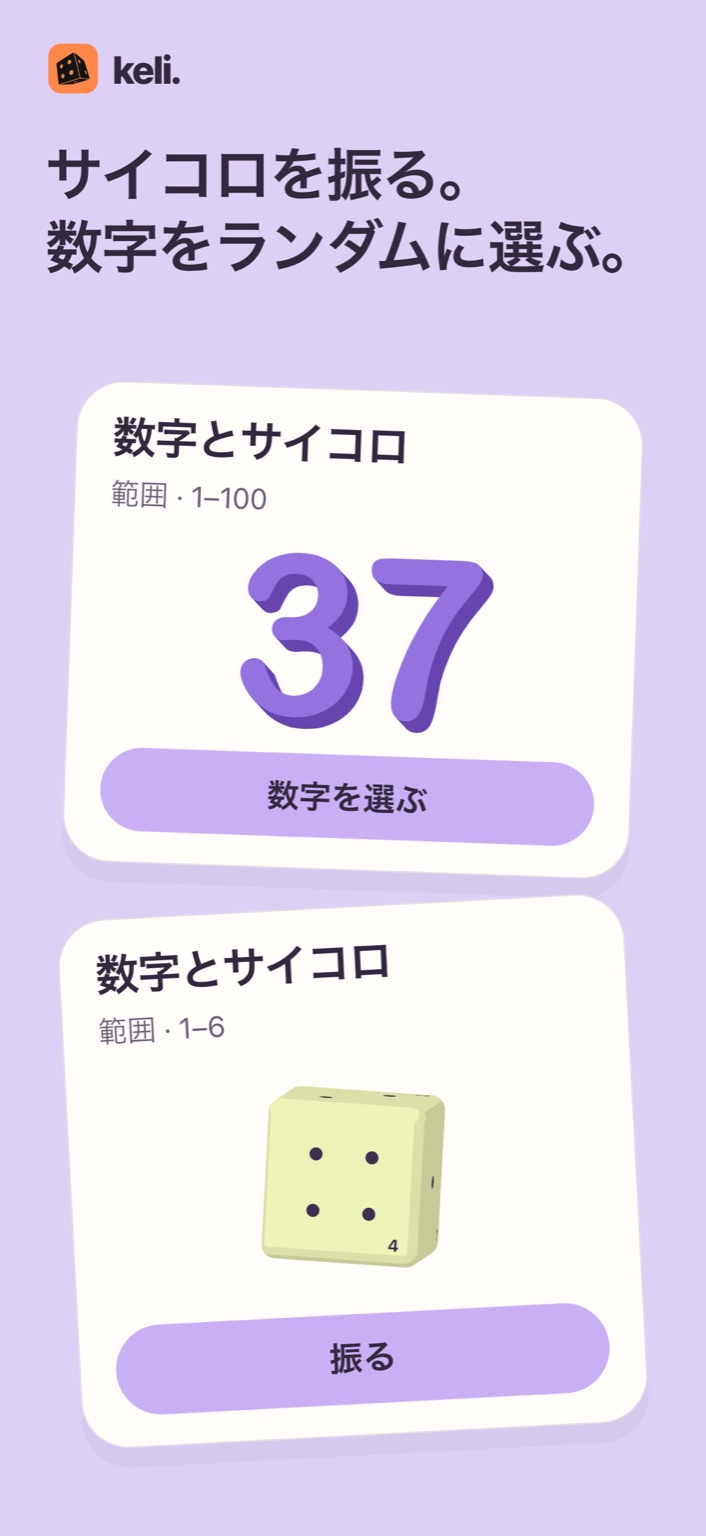 keli.
サイコロを振る。
数字をランダムに選ぶ。
数字とサイコロ
範囲 · 1–100
37
数字を選ぶ
数字とサイコロ
範囲 · 1–6
4
振る